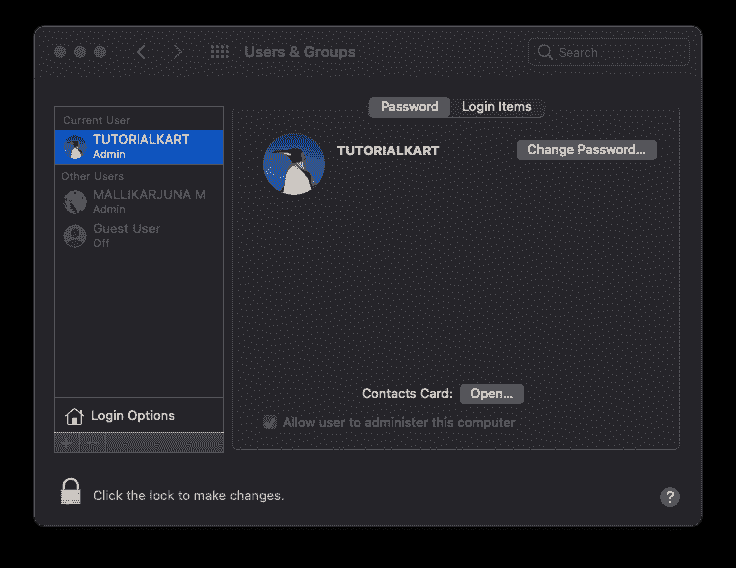 Users & Groups
Search
Password
Login Items
Current User
TUTORIALKART
Admin
Other Users
MALLIKARJUNA M
Admin
Guest User
Off
Login Options
TUTORIALKART
Change Password...
Contacts Card:
Open...
Allow user to administer this computer
Click the lock to make changes.
?